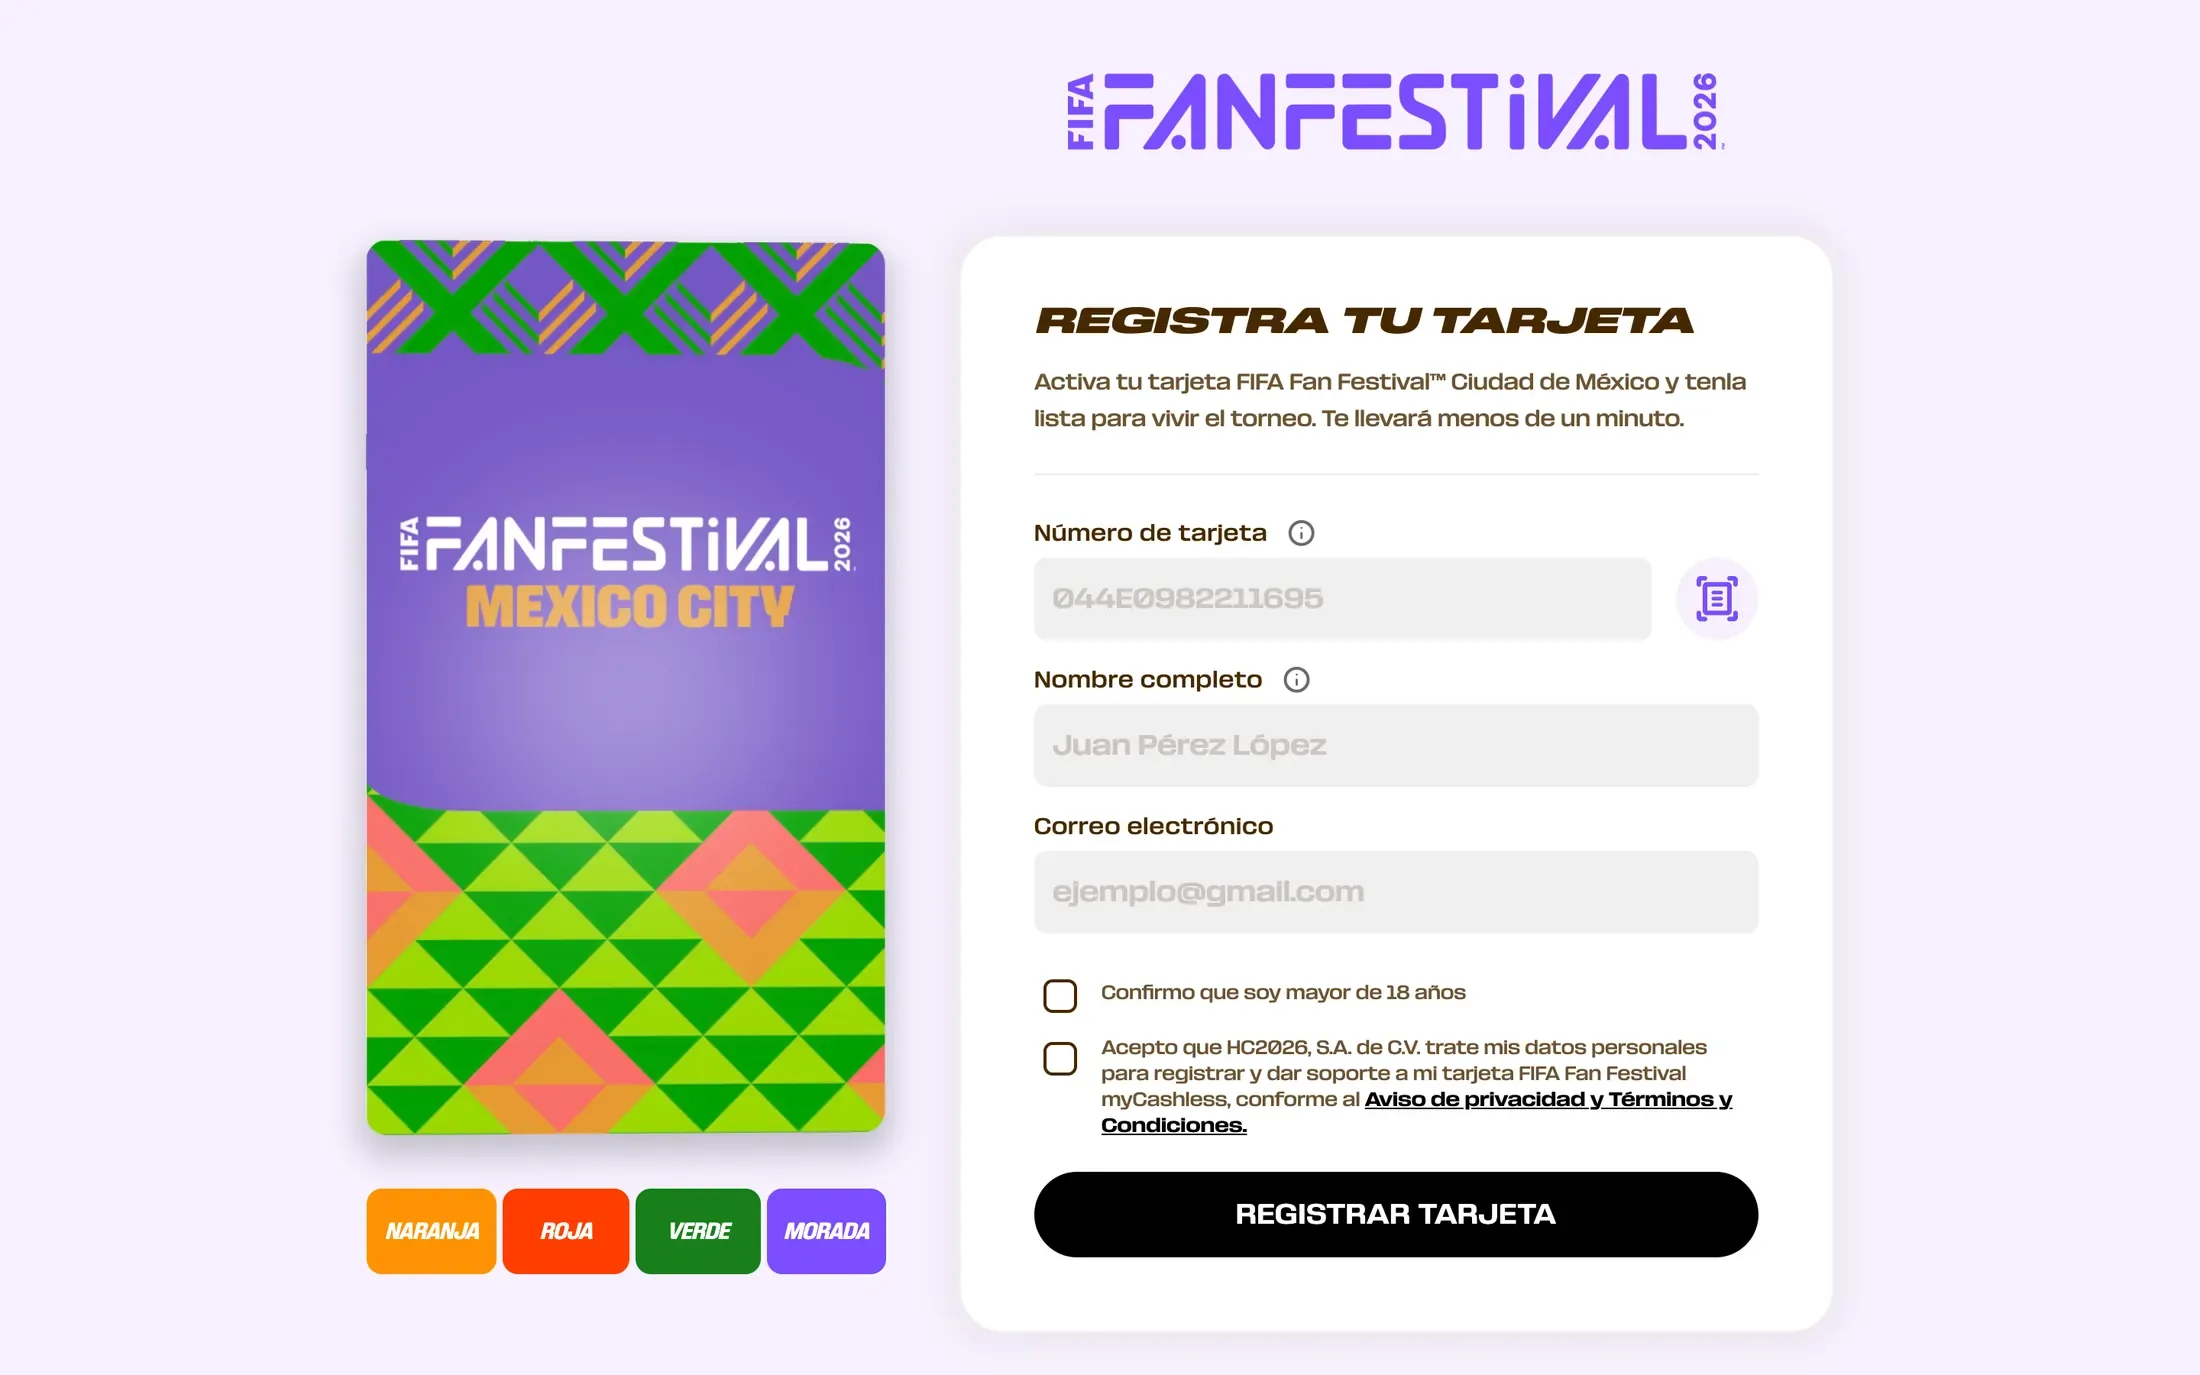 FIFA FANFESTiVAL 2026™
FIFA FANFESTiVAL 2026
MEXICO CITY
NARANJA
ROJA
VERDE
MORADA
REGISTRA TU TARJETA
Activa tu tarjeta FIFA Fan Festival™ Ciudad de México y tenla
lista para vivir el torneo. Te llevará menos de un minuto.
Número de tarjeta
044E0982211695
Nombre completo
Juan Pérez López
Correo electrónico
ejemplo@gmail.com
Confirmo que soy mayor de 18 años
Acepto que HC2026, S.A. de C.V. trate mis datos personales
para registrar y dar soporte a mi tarjeta FIFA Fan Festival
myCashless, conforme al Aviso de privacidad y Términos y
Condiciones.
REGISTRAR TARJETA